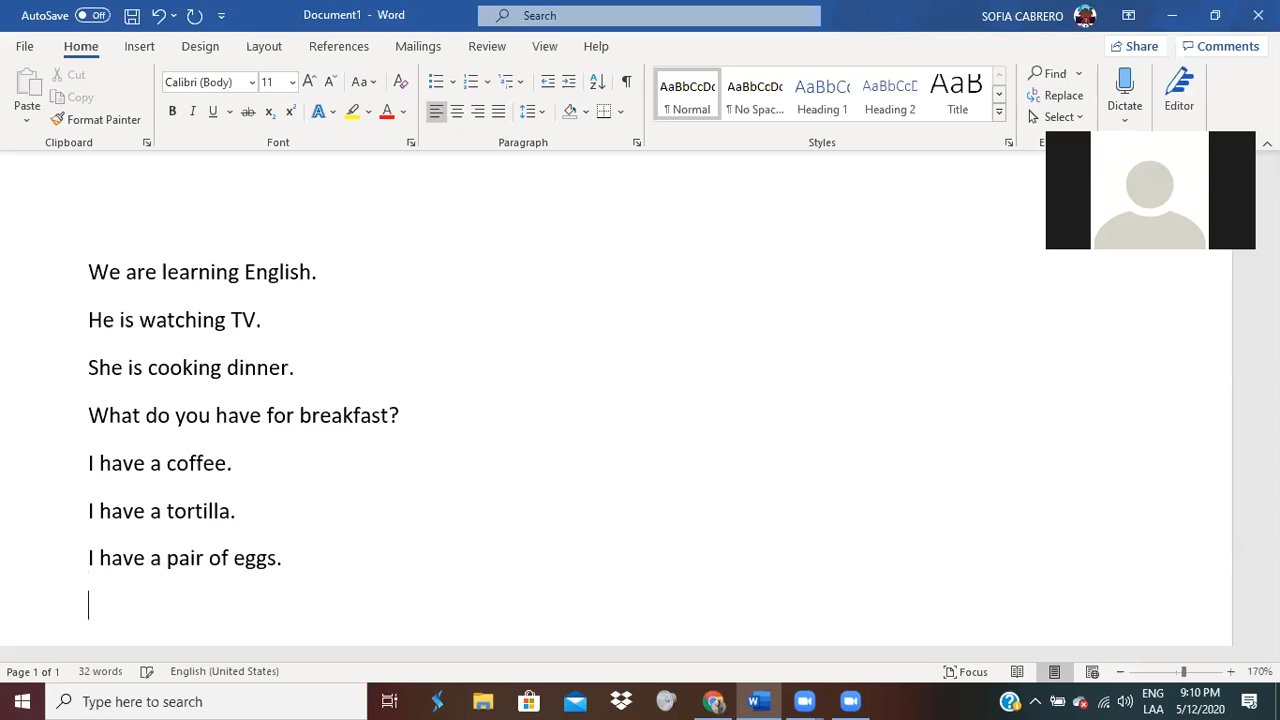 AutoSave Off Document1 - Word Search SOFIA CABRERO
File Home Insert Design Layout References Mailings Review View Help Share Comments
Paste Cut Copy Format Painter
Calibri (Body) 11
AaBbCcDc AaBbCcDc AaBbCc AaBbCcE AaB
¶ Normal ¶ No Spac... Heading 1 Heading 2 Title
Find Replace Select Dictate Editor
Clipboard Font Paragraph Styles
We are learning English.
He is watching TV.
She is cooking dinner.
What do you have for breakfast?
I have a coffee.
I have a tortilla.
I have a pair of eggs.
Page 1 of 1 32 words English (United States) Focus 170%
Type here to search ENG LAA 9:10 PM 5/12/2020